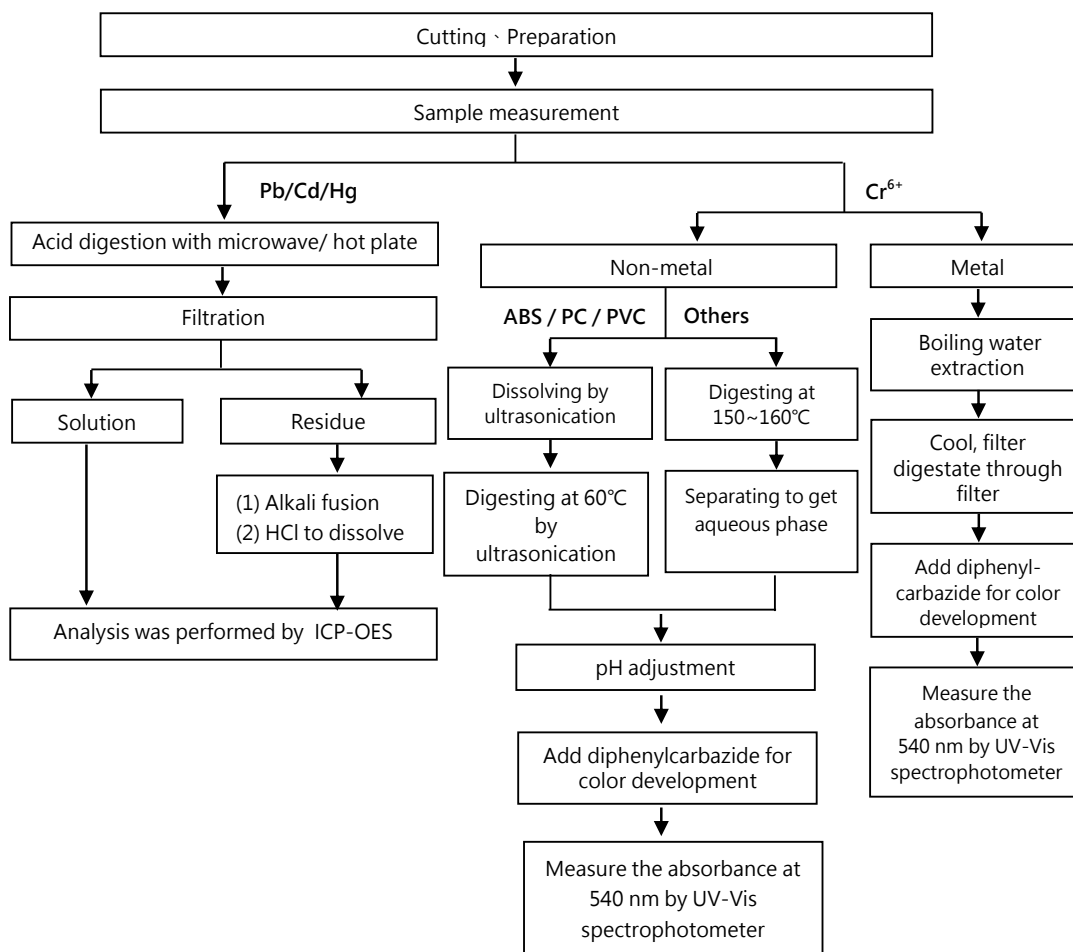 Cutting、Preparation
Sample measurement
Pb/Cd/Hg
Cr⁶⁺
Acid digestion with microwave/ hot plate
Filtration
Solution
Residue
(1) Alkali fusion
(2) HCl to dissolve
Analysis was performed by ICP-OES
Non-metal
ABS / PC / PVC
Others
Dissolving by
ultrasonication
Digesting at
150~160℃
Digesting at 60℃
by
ultrasonication
Separating to get
aqueous phase
pH adjustment
Add diphenylcarbazide for
color development
Measure the absorbance at
540 nm by UV-Vis
spectrophotometer
Metal
Boiling water
extraction
Cool, filter
digestate through
filter
Add diphenyl-
carbazide for color
development
Measure the
absorbance at
540 nm by UV-Vis
spectrophotometer